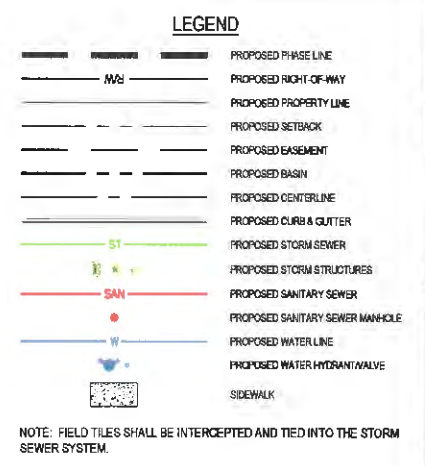 LEGEND
PROPOSED PHASE LINE
R/W PROPOSED RIGHT-OF-WAY
PROPOSED PROPERTY LINE
PROPOSED SETBACK
PROPOSED EASEMENT
PROPOSED BASIN
PROPOSED CENTERLINE
PROPOSED CURB & GUTTER
ST PROPOSED STORM SEWER
PROPOSED STORM STRUCTURES
SAN PROPOSED SANITARY SEWER
PROPOSED SANITARY SEWER MANHOLE
W PROPOSED WATER LINE
PROPOSED WATER HYDRANT/VALVE
SIDEWALK
NOTE: FIELD TILES SHALL BE INTERCEPTED AND TIED INTO THE STORM
SEWER SYSTEM.